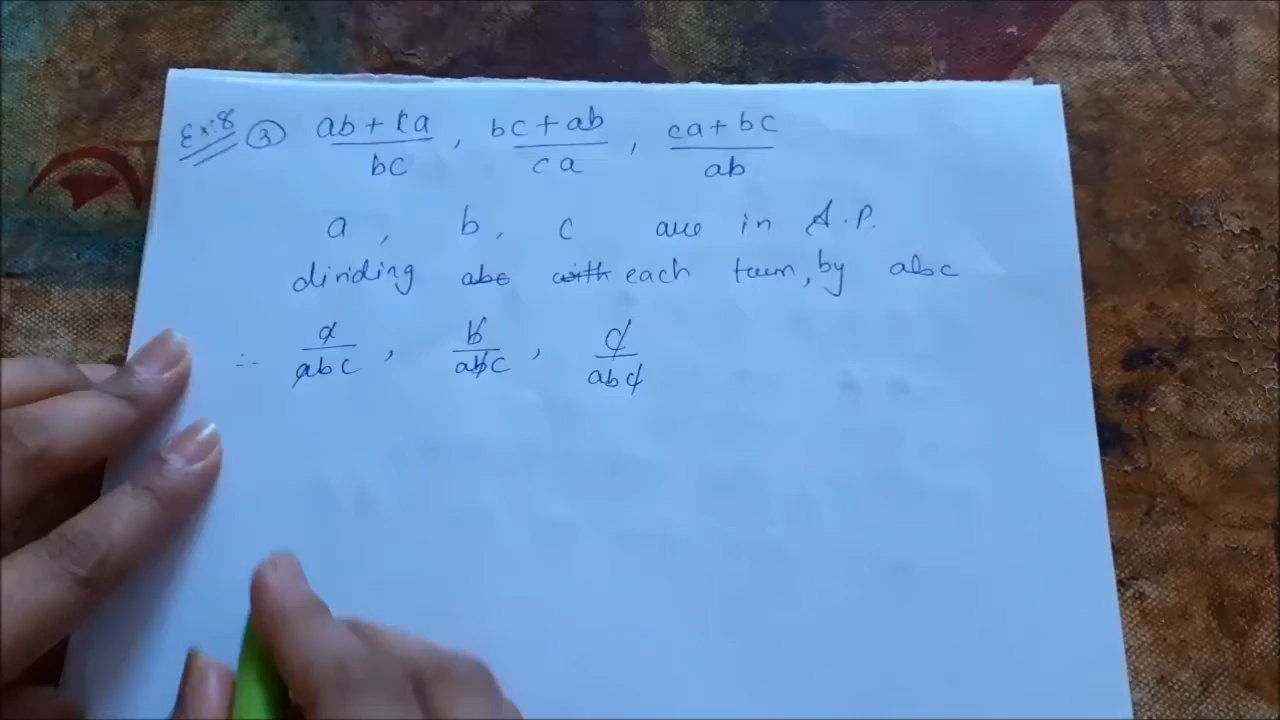 Ex:8 ③ ab + ca / bc , bc + ab / ca , ca + bc / ab
a , b , c are in A.P.
dividing abc with each term, by abc
∴ a / abc , b / abc , c / abc